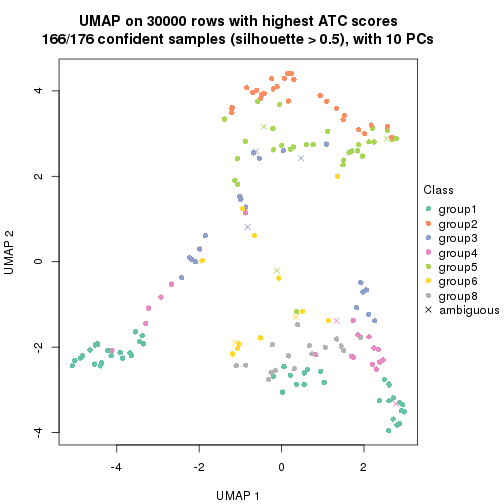 UMAP on 30000 rows with highest ATC scores
166/176 confident samples (silhouette > 0.5), with 10 PCs
4
2
0
-2
-4
UMAP 2
-4
-2
0
2
UMAP 1
Class
group1
group2
group3
group4
group5
group6
group8
ambiguous